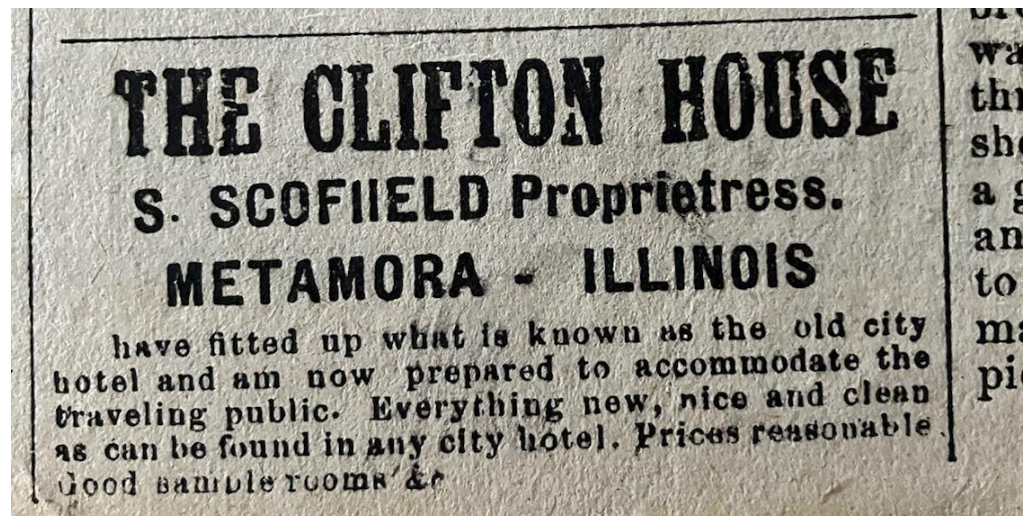 THE CLIFTON HOUSE
S. SCOFIIELD Proprietress.
METAMORA - ILLINOIS
have fitted up what is known as the old city
hotel and am now prepared to accommodate the
traveling public. Everything new, nice and clean
as can be found in any city hotel. Prices reasonable.
Good sample rooms &c